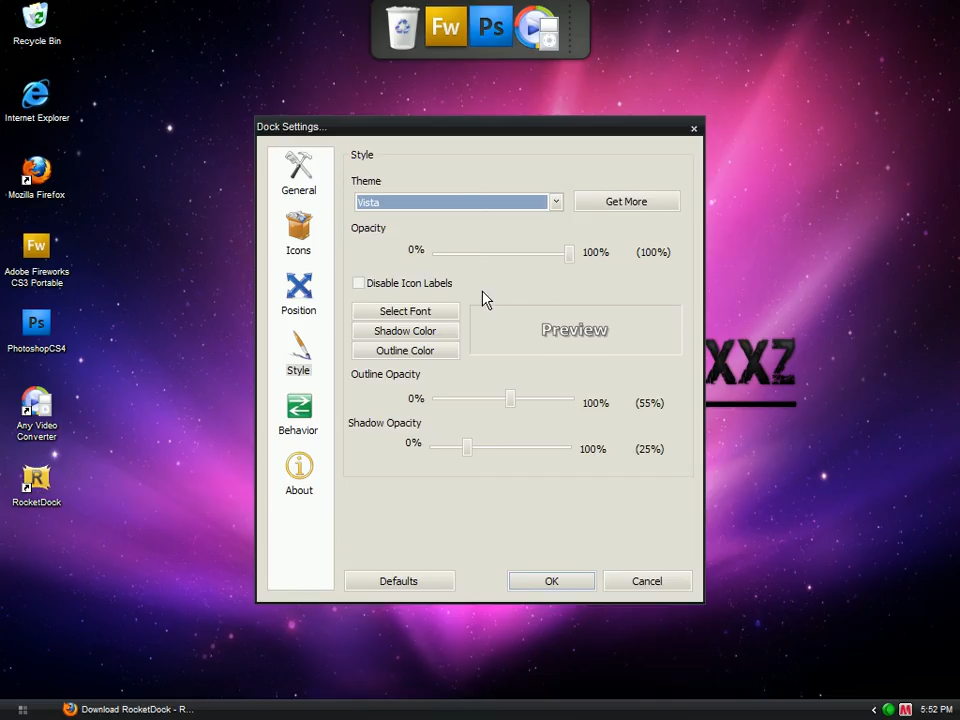 Recycle Bin
Internet Explorer
Mozilla Firefox
Fw
Adobe Fireworks
CS3 Portable
Ps
PhotoshopCS4
Any Video
Converter
R
RocketDock
Fw Ps
Dock Settings...
General
Icons
Position
Style
Behavior
About
Style
Theme
Vista
Get More
Opacity
0% 100% (100%)
Disable Icon Labels
Select Font
Shadow Color
Outline Color
Preview
Outline Opacity
0% 100% (55%)
Shadow Opacity
0% 100% (25%)
Defaults OK Cancel
XXZ
Download RocketDock - R...
5:52 PM